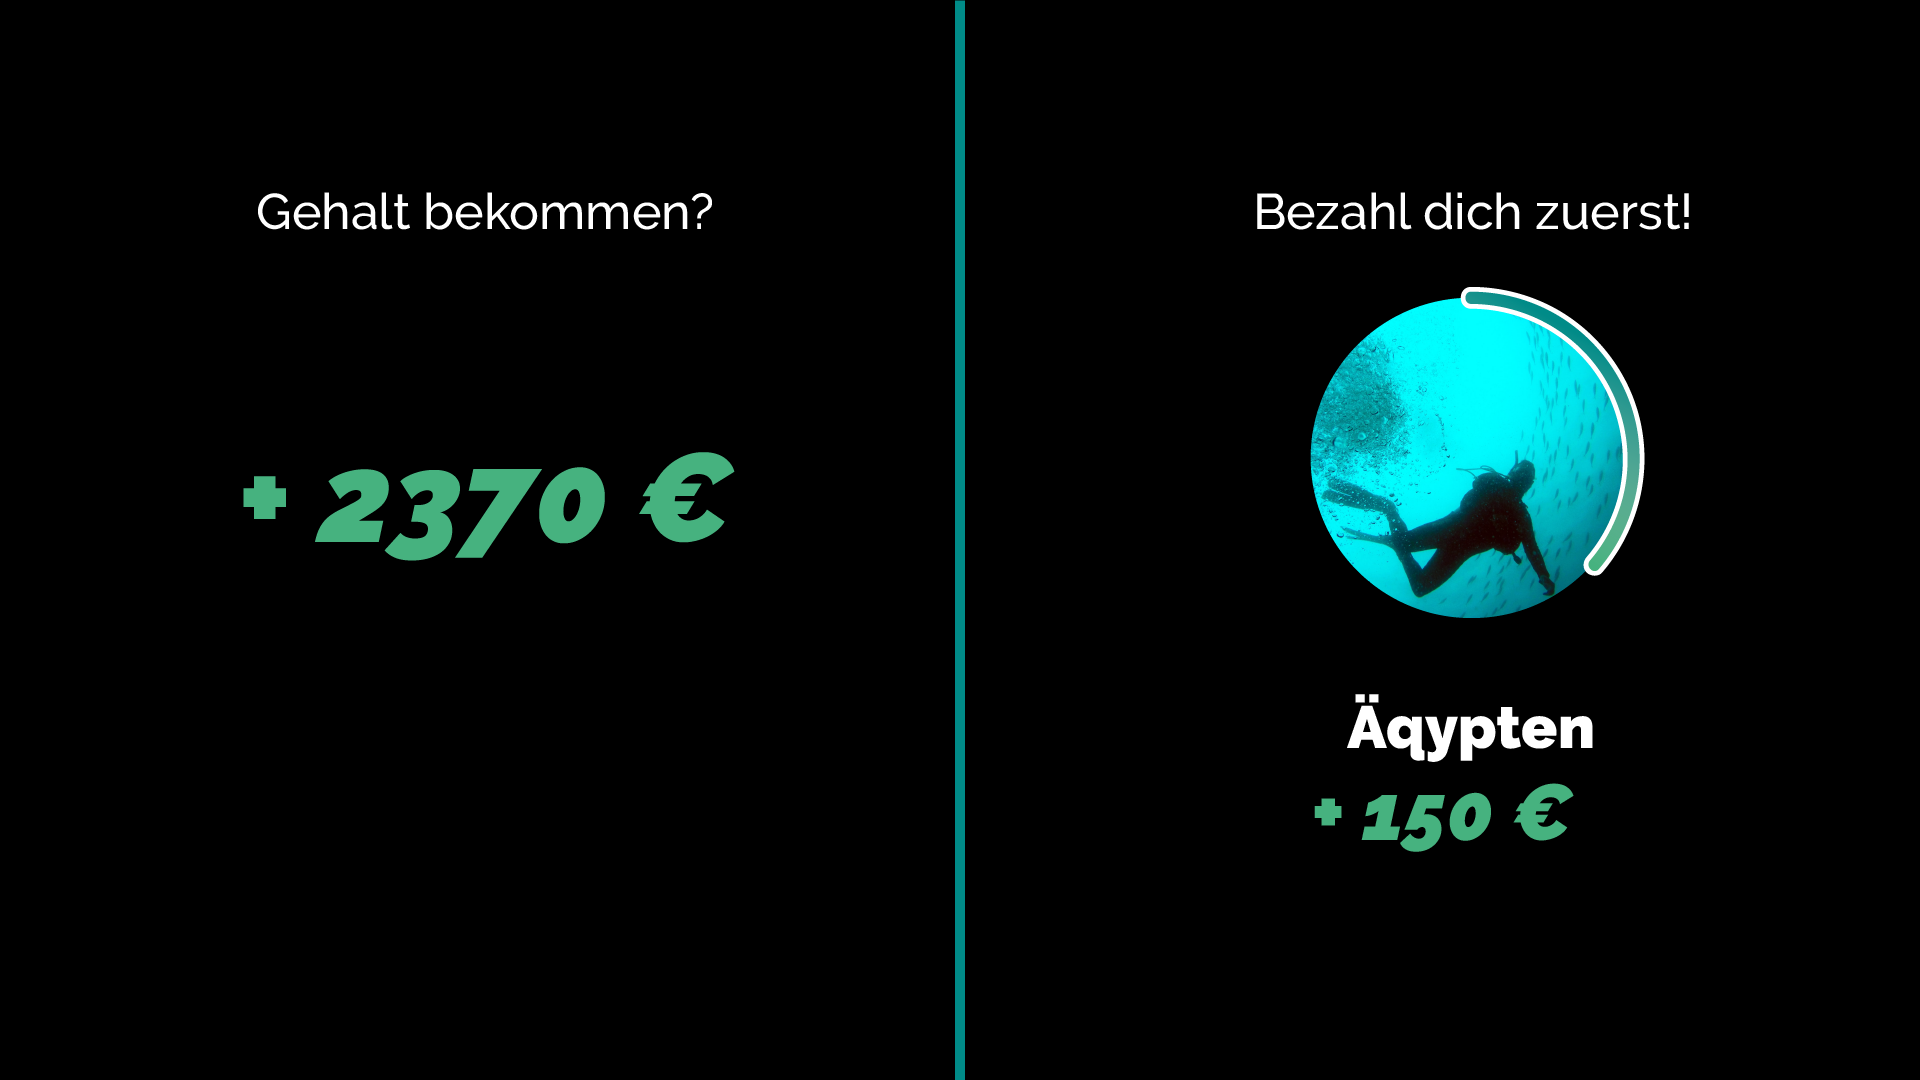 Gehalt bekommen?
+ 2370 €
Bezahl dich zuerst!
Äqypten
+ 150 €